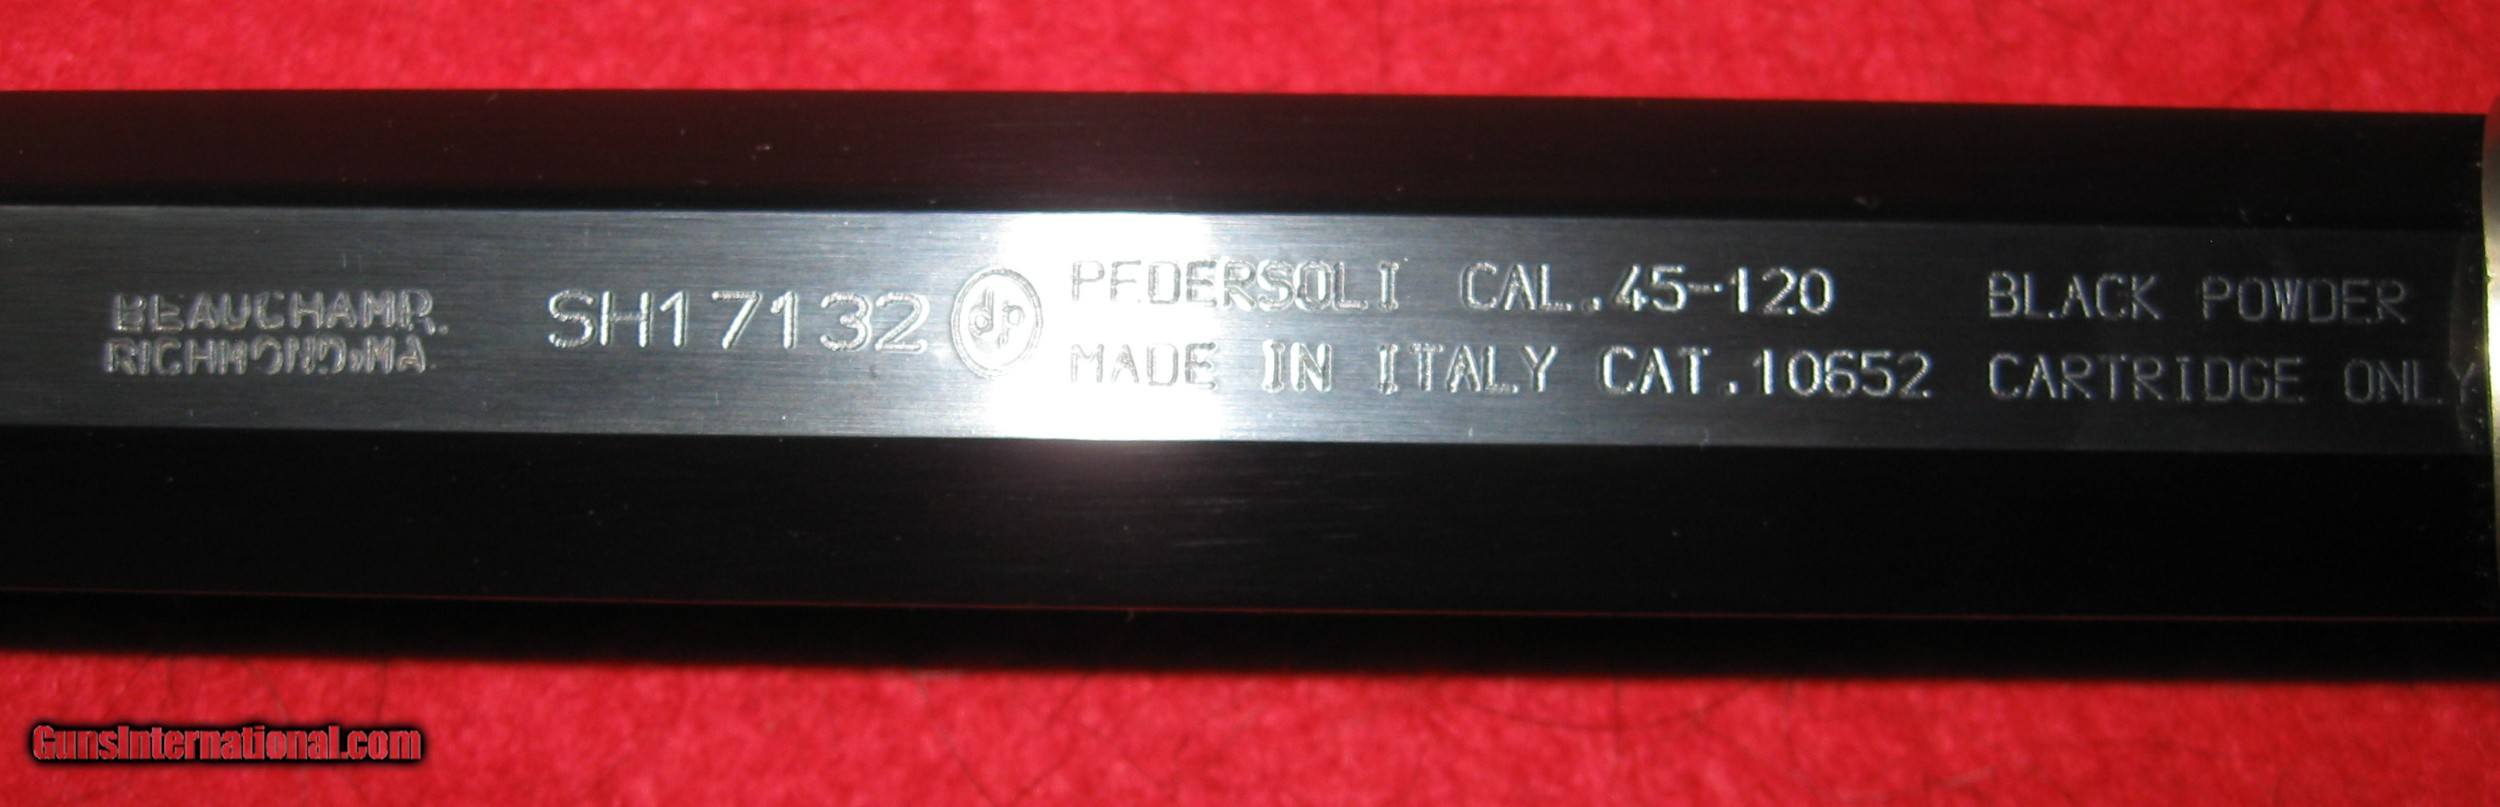 BEAUCHAMP.
RICHMOND,MA.
SH17132
dp
PEDERSOLI CAL..45-120
MADE IN ITALY CAT.10652
BLACK POWDER
CARTRIDGE ONLY
GunsInternational.com